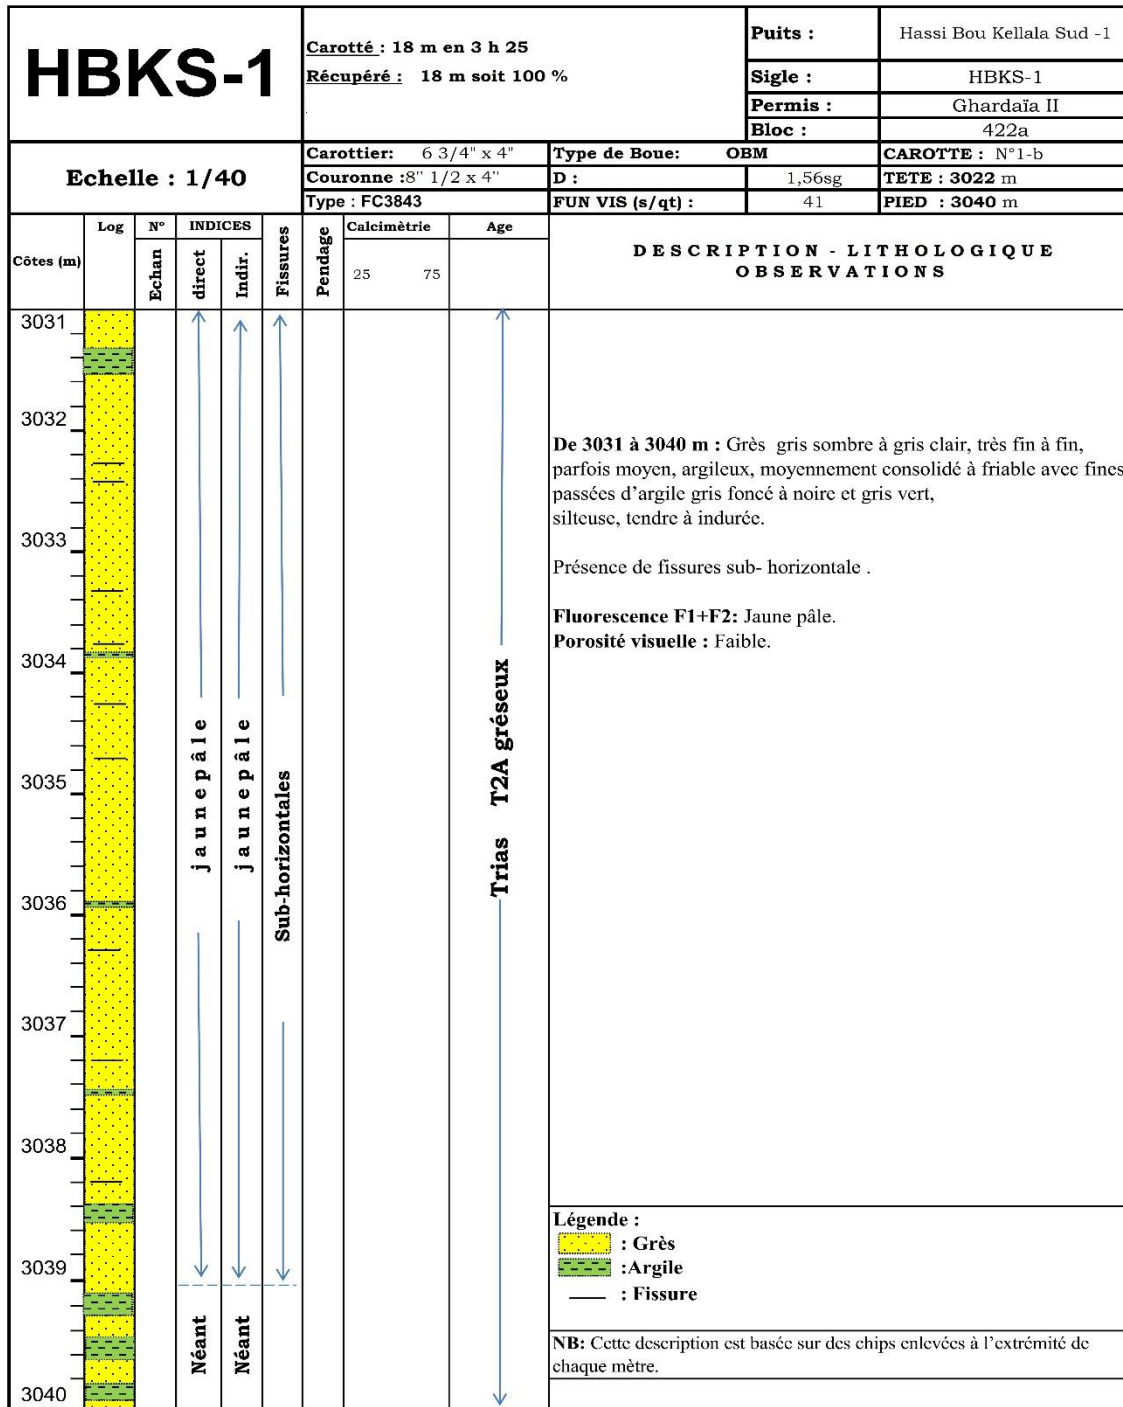 HBKS-1
Carotté : 18 m en 3 h 25
Récupéré : 18 m soit 100 %
Puits : Hassi Bou Kellala Sud -1
Sigle : HBKS-1
Permis : Ghardaïa II
Bloc : 422a
Echelle : 1/40
Carottier: 6 3/4" x 4"
Couronne :8" 1/2 x 4"
Type : FC3843
Type de Boue: OBM
D : 1,56sg
FUN VIS (s/qt) : 41
CAROTTE : N°1-b
TETE : 3022 m
PIED : 3040 m
Côtes (m)
Log
N° Echan
INDICES
direct
Indir.
Fissures
Pendage
Calcimètrie
25 75
Age
DESCRIPTION - LITHOLOGIQUE
OBSERVATIONS
3031
3032
3033
3034
3035
3036
3037
3038
3039
3040
jaune pâle
jaune pâle
Sub-horizontales
Néant
Néant
Trias T2A gréseux
De 3031 à 3040 m : Grès gris sombre à gris clair, très fin à fin,
parfois moyen, argileux, moyennement consolidé à friable avec fines
passées d'argile gris foncé à noire et gris vert,
silteuse, tendre à indurée.
Présence de fissures sub- horizontale .
Fluorescence F1+F2: Jaune pâle.
Porosité visuelle : Faible.
Légende :
: Grès
:Argile
: Fissure
NB: Cette description est basée sur des chips enlevées à l'extrémité de
chaque mètre.